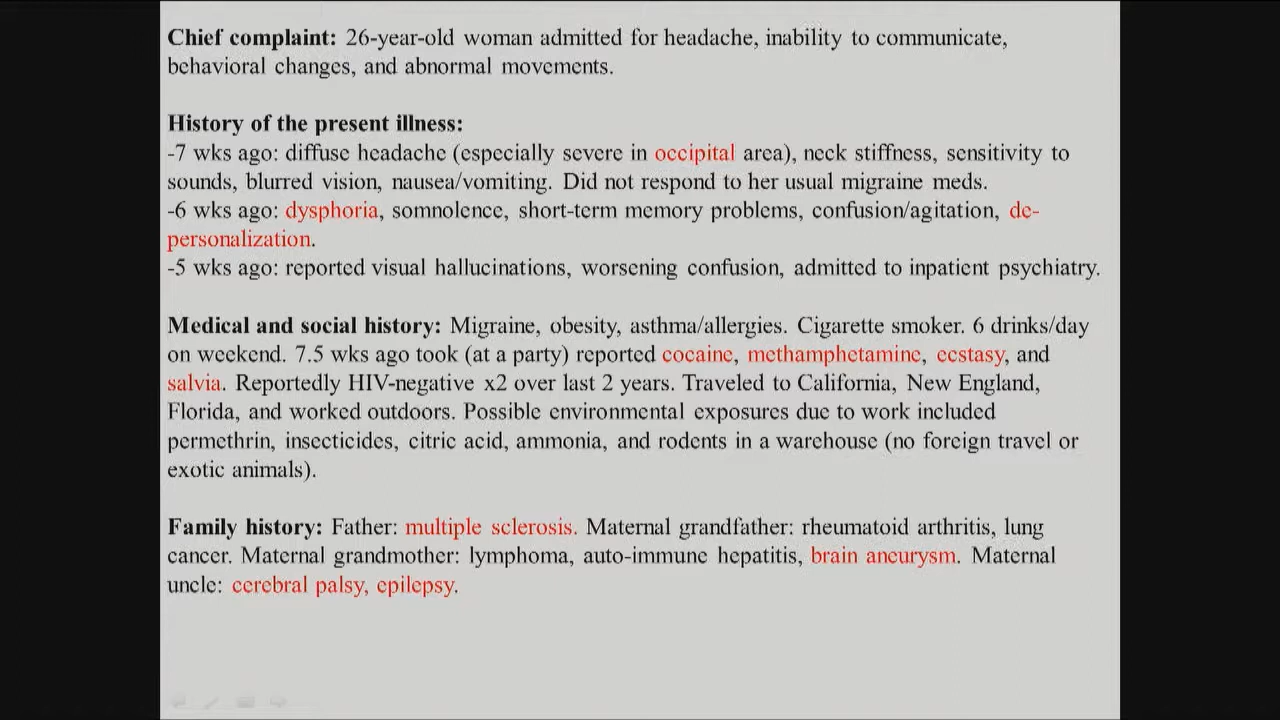 Chief complaint: 26-year-old woman admitted for headache, inability to communicate,
behavioral changes, and abnormal movements.
History of the present illness:
-7 wks ago: diffuse headache (especially severe in occipital area), neck stiffness, sensitivity to
sounds, blurred vision, nausea/vomiting. Did not respond to her usual migraine meds.
-6 wks ago: dysphoria, somnolence, short-term memory problems, confusion/agitation, de-
personalization.
-5 wks ago: reported visual hallucinations, worsening confusion, admitted to inpatient psychiatry.
Medical and social history: Migraine, obesity, asthma/allergies. Cigarette smoker. 6 drinks/day
on weekend. 7.5 wks ago took (at a party) reported cocaine, methamphetamine, ecstasy, and
salvia. Reportedly HIV-negative x2 over last 2 years. Traveled to California, New England,
Florida, and worked outdoors. Possible environmental exposures due to work included
permethrin, insecticides, citric acid, ammonia, and rodents in a warehouse (no foreign travel or
exotic animals).
Family history: Father: multiple sclerosis. Maternal grandfather: rheumatoid arthritis, lung
cancer. Maternal grandmother: lymphoma, auto-immune hepatitis, brain aneurysm. Maternal
uncle: cerebral palsy, epilepsy.